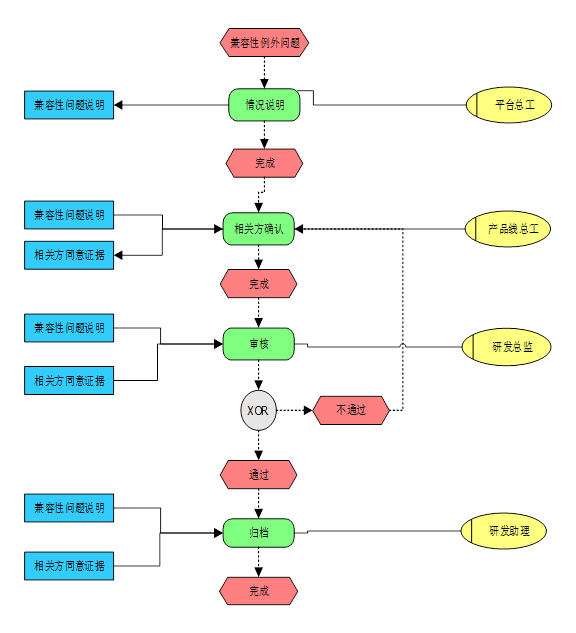 兼容性例外问题
兼容性问题说明
情况说明
平台总工
完成
兼容性问题说明
相关方确认
产品线总工
相关方同意证据
完成
兼容性问题说明
审核
研发总监
相关方同意证据
XOR
不通过
通过
兼容性问题说明
归档
研发助理
相关方同意证据
完成